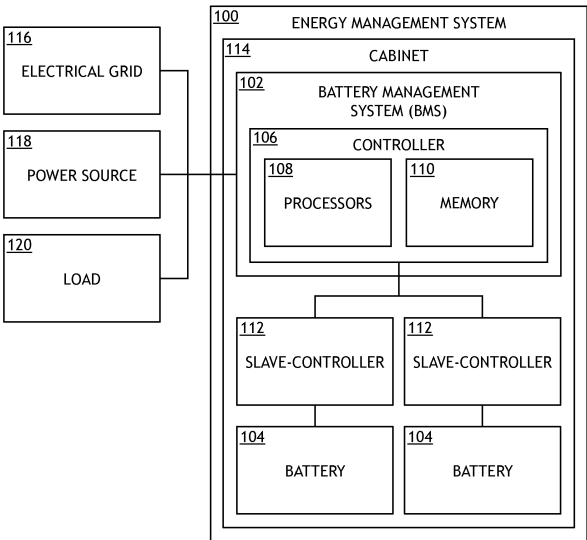 100
ENERGY MANAGEMENT SYSTEM
116
ELECTRICAL GRID
118
POWER SOURCE
120
LOAD
114
CABINET
102
BATTERY MANAGEMENT
SYSTEM (BMS)
106
CONTROLLER
108
PROCESSORS
110
MEMORY
112
SLAVE-CONTROLLER
112
SLAVE-CONTROLLER
104
BATTERY
104
BATTERY